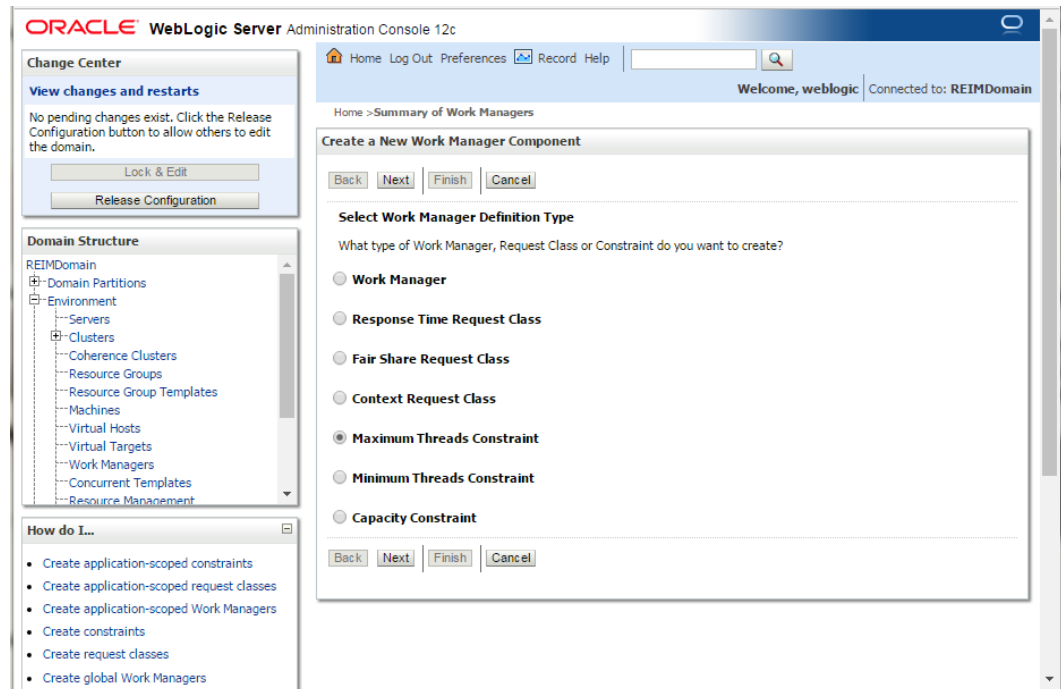 ORACLE WebLogic Server Administration Console 12c
Change Center
View changes and restarts
No pending changes exist. Click the Release
Configuration button to allow others to edit
the domain.
Lock & Edit
Release Configuration
Domain Structure
REIMDomain
Domain Partitions
Environment
Servers
Clusters
Coherence Clusters
Resource Groups
Resource Group Templates
Machines
Virtual Hosts
Virtual Targets
Work Managers
Concurrent Templates
Resource Management
How do I...
Create application-scoped constraints
Create application-scoped request classes
Create application-scoped Work Managers
Create constraints
Create request classes
Create global Work Managers
Home Log Out Preferences Record Help
Welcome, weblogic Connected to: REIMDomain
Home >Summary of Work Managers
Create a New Work Manager Component
Back Next Finish Cancel
Select Work Manager Definition Type
What type of Work Manager, Request Class or Constraint do you want to create?
Work Manager
Response Time Request Class
Fair Share Request Class
Context Request Class
Maximum Threads Constraint
Minimum Threads Constraint
Capacity Constraint
Back Next Finish Cancel